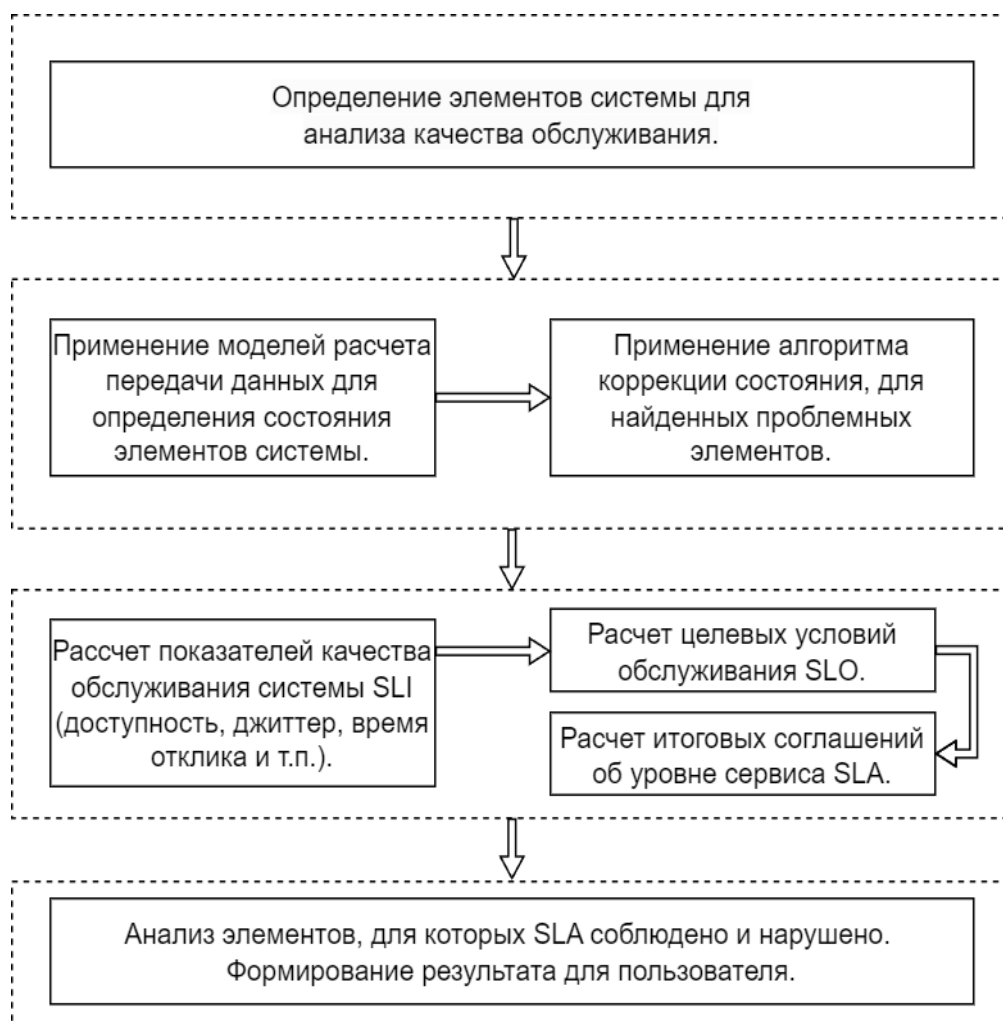 Определение элементов системы для
анализа качества обслуживания.
Применение моделей расчета
передачи данных для
определения состояния
элементов системы.
Применение алгоритма
коррекции состояния, для
найденных проблемных
элементов.
Рассчет показателей качества
обслуживания системы SLI
(доступность, джиттер, время
отклика и т.п.).
Расчет целевых условий
обслуживания SLO.
Расчет итоговых соглашений
об уровне сервиса SLA.
Анализ элементов, для которых SLA соблюдено и нарушено.
Формирование результата для пользователя.